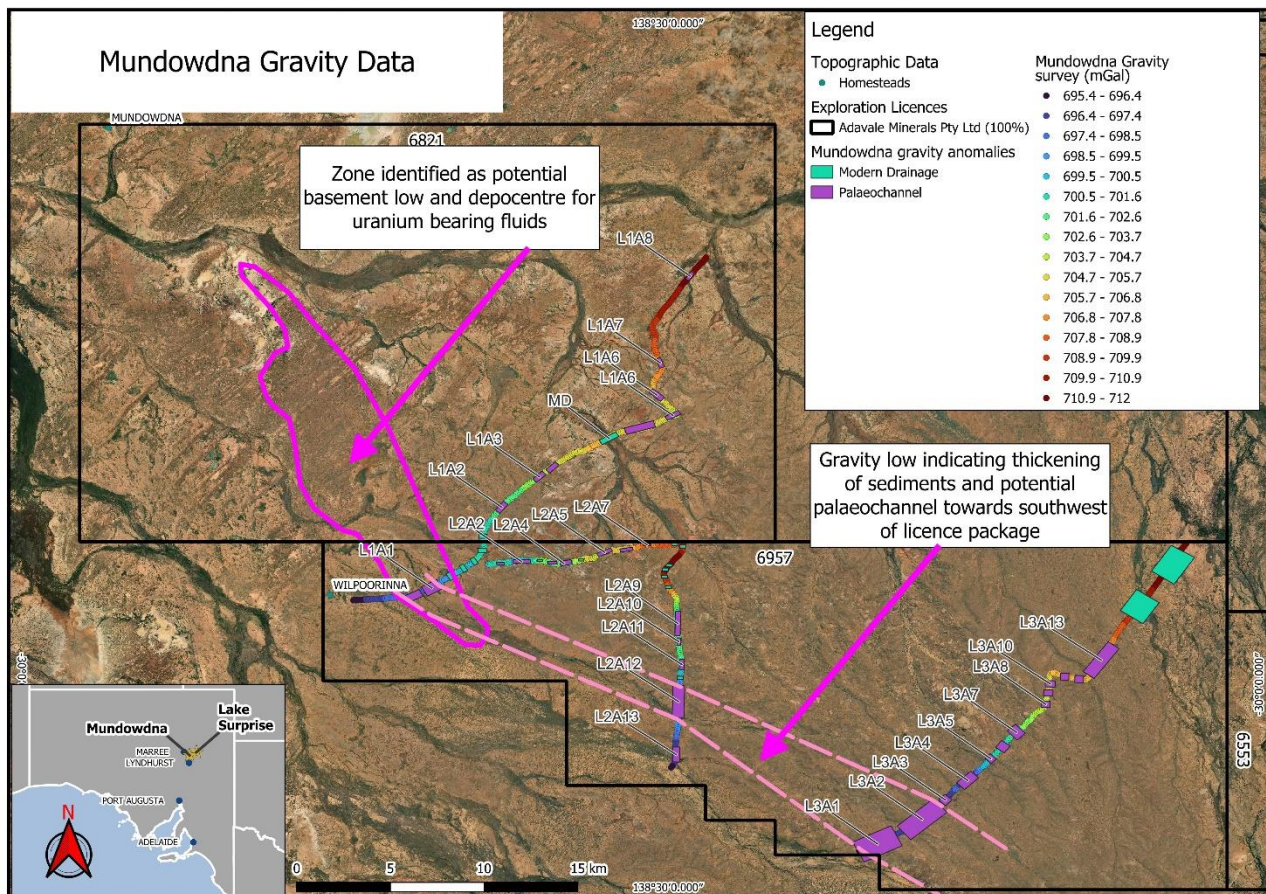 138°30'0.000"
Mundowdna Gravity Data
MUNDOWDNA
6821
Zone identified as potential
basement low and depocentre for
uranium bearing fluids
Legend
Topographic Data
Homesteads
Exploration Licences
Adavale Minerals Pty Ltd (100%)
Mundowdna gravity anomalies
Modern Drainage
Palaeochannel
Mundowdna Gravity
survey (mGal)
695.4 - 696.4
696.4 - 697.4
697.4 - 698.5
698.5 - 699.5
699.5 - 700.5
700.5 - 701.6
701.6 - 702.6
702.6 - 703.7
703.7 - 704.7
704.7 - 705.7
705.7 - 706.8
706.8 - 707.8
707.8 - 708.9
708.9 - 709.9
709.9 - 710.9
710.9 - 712
L1A8
L1A7
L1A6
L1A6
MD
L1A3
L1A2
L2A2
L2A4
L2A5
L2A7
L1A1
WILPOORINNA
Gravity low indicating thickening
of sediments and potential
palaeochannel towards southwest
of licence package
6957
L2A9
L2A10
L2A11
L2A12
L2A13
L3A13
L3A10
L3A8
L3A7
L3A5
L3A4
L3A3
L3A2
L3A1
-30°0'0.000"
-30°0'0.000"
6553
Mundowdna
Lake
Surprise
MARREE
LYNDHURST
PORT AUGUSTA
ADELAIDE
N
0 5 10 15 km
138°30'0.000"